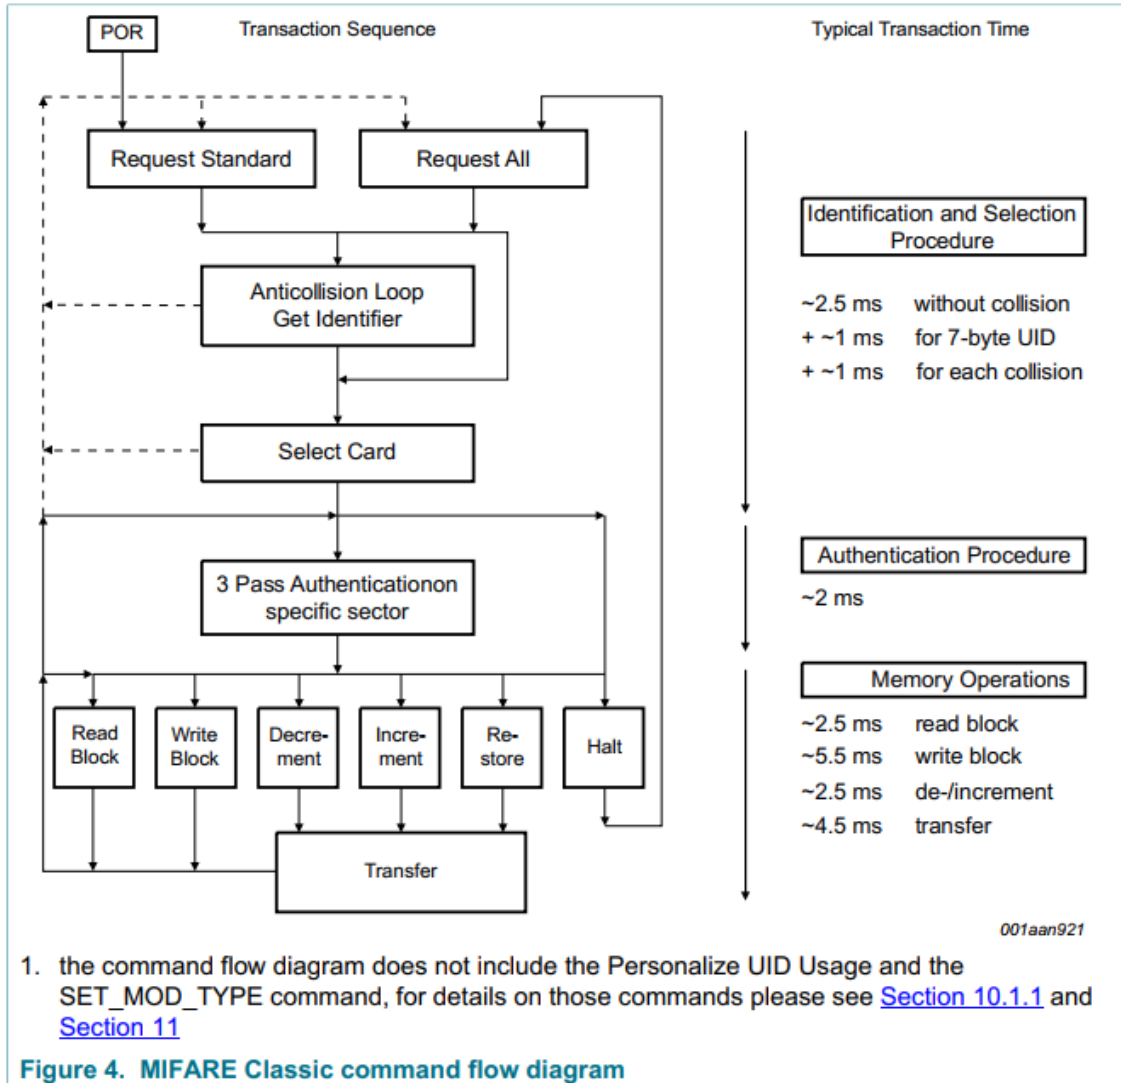 POR
Transaction Sequence
Typical Transaction Time
Request Standard
Request All
Identification and Selection
Procedure
Anticollision Loop
Get Identifier
~2.5 ms without collision
+ ~1 ms for 7-byte UID
+ ~1 ms for each collision
Select Card
3 Pass Authenticationon
specific sector
Authentication Procedure
~2 ms
Memory Operations
Read
Block
Write
Block
Decre-
ment
Incre-
ment
Re-
store
Halt
~2.5 ms read block
~5.5 ms write block
~2.5 ms de-/increment
~4.5 ms transfer
Transfer
001aan921
1. the command flow diagram does not include the Personalize UID Usage and the
SET_MOD_TYPE command, for details on those commands please see Section 10.1.1 and
Section 11
Figure 4. MIFARE Classic command flow diagram